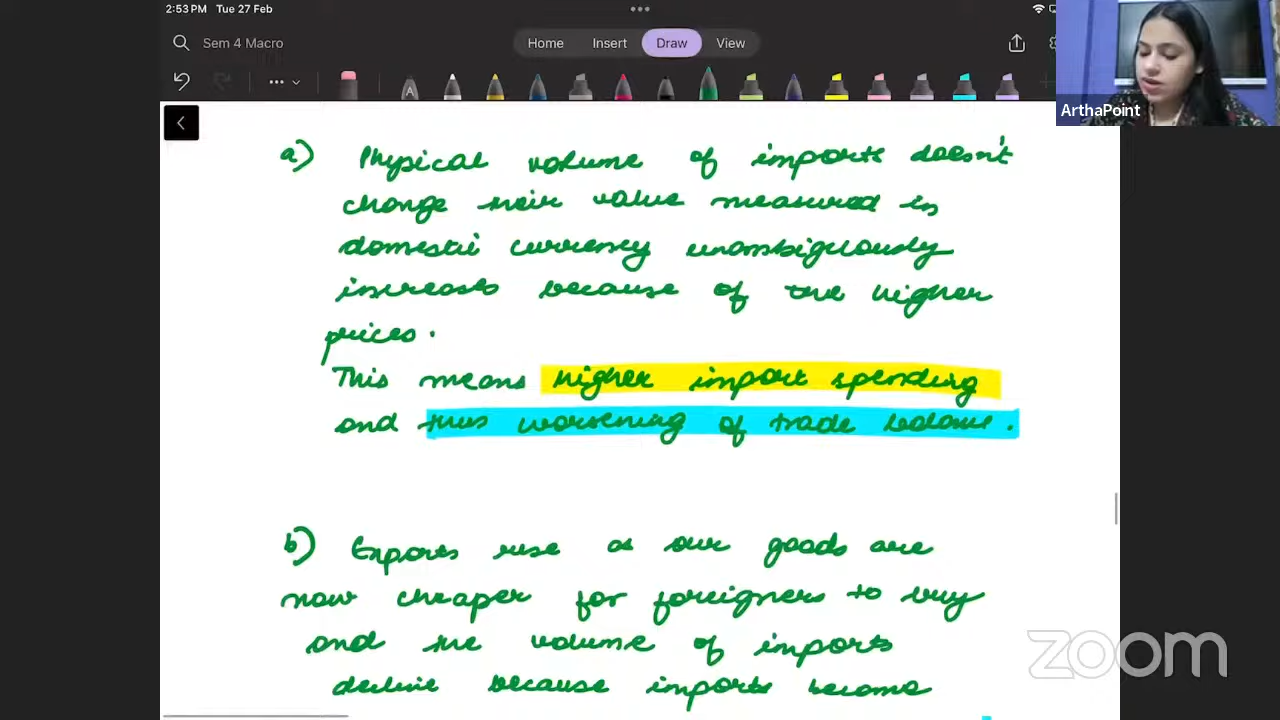 2:53 PM Tue 27 Feb
Sem 4 Macro
Home Insert Draw View
A
ArthaPoint
a) Physical volume of imports doesn't
change their value measured in
domestic currency unambiguously
increases because of the higher
prices.
This means higher import spending
and thus worsening of trade balance.
b) Exports rise as our goods are
now cheaper for foreigners to buy
and the volume of imports
decline because imports become
zoom